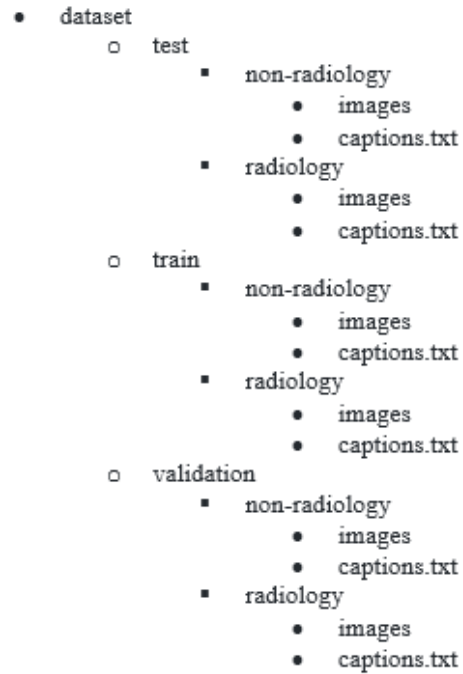 • dataset
o test
▪ non-radiology
• images
• captions.txt
▪ radiology
• images
• captions.txt
o train
▪ non-radiology
• images
• captions.txt
▪ radiology
• images
• captions.txt
o validation
▪ non-radiology
• images
• captions.txt
▪ radiology
• images
• captions.txt